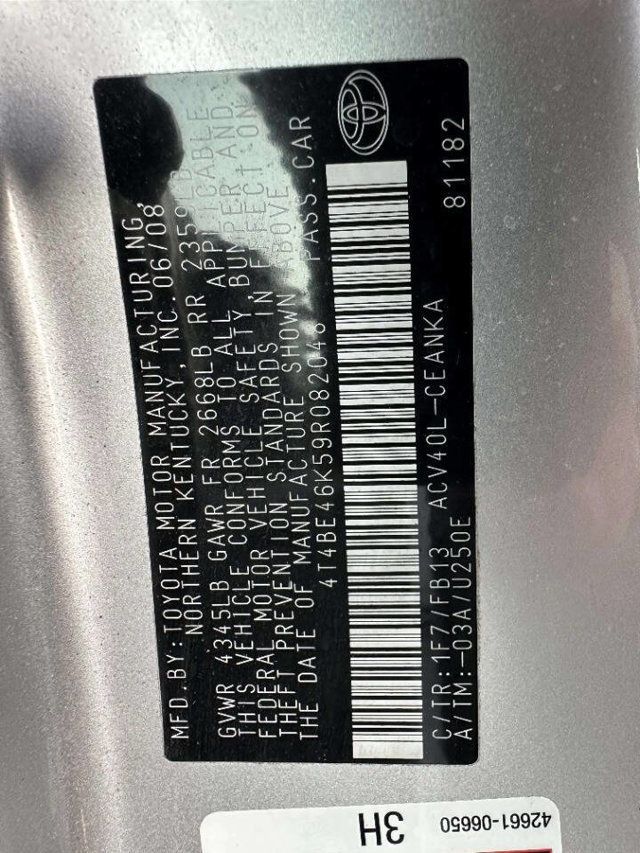 MFD.BY:TOYOTA MOTOR MANUFACTURING,
NORTHERN KENTUCKY, INC. 06/08
GVWR 4345LB GAWR FR 2668LB RR 2359LB
THIS VEHICLE CONFORMS TO ALL APPLICABLE
FEDERAL MOTOR VEHICLE SAFETY, BUMPER AND
THEFT PREVENTION STANDARDS IN EFFECT ON
THE DATE OF MANUFACTURE SHOWN ABOVE.
4T4BE46K59R082048 PASS.CAR
C/TR:1F7/FB13 ACV40L-CEANKA
A/TM:-03A/U250E 81182
42661-06650
3H